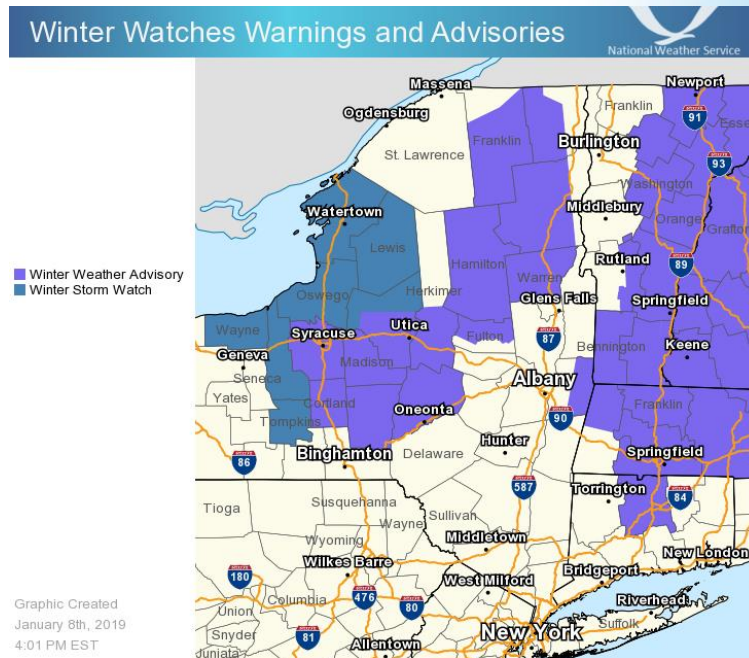 Winter Watches Warnings and Advisories
National Weather Service
Massena
Newport
Ogdensburg
Franklin
91
Franklin
Burlington
St. Lawrence
93
Washington
Watertown
Middlebury
Orange
Lewis
Grafton
Hamilton
Rutland
89
Winter Weather Advisory
Warren
Winter Storm Watch
Herkimer
Oswego
Glens Falls
Springfield
Wayne
Syracuse
Utica
Fulton
87
Bennington
Keene
Geneva
Madison
Seneca
Albany
Yates
Cortland
Franklin
Oneonta
Tompkins
90
Hunter
Binghamton
Delaware
Springfield
86
587
Torrington
84
Tioga
Susquehanna
Sullivan
Wayne
Middletown
Wyoming
New London
Wilkes Barre
Bridgeport
180
West Milford
476
Columbia
80
Riverhead
Graphic Created
January 8th, 2019
4:01 PM EST
Union
Snyder
81
New York
Suffolk
Allentown